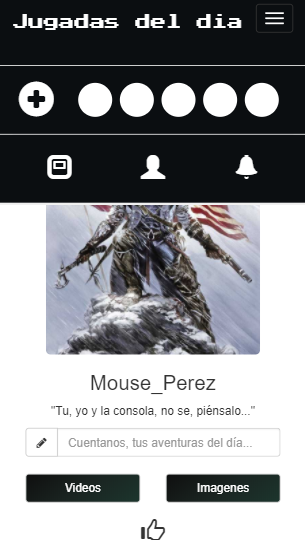 Jugadas del dia
Mouse_Perez
"Tu, yo y la consola, no se, piénsalo..."
Cuentanos, tus aventuras del día...
Videos
Imagenes